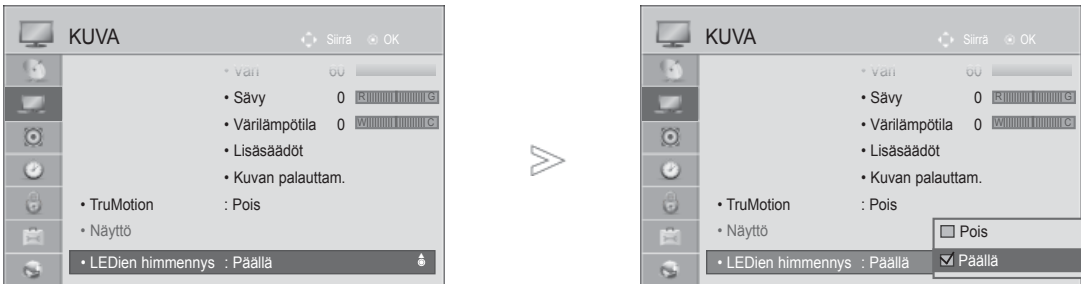 KUVA Siirrä OK
• Väri 60
• Sävy 0 R G
• Värilämpötila 0 W C
• Lisäsäädöt
• Kuvan palauttam.
• TruMotion : Pois
• Näyttö
• LEDien himmennys : Päällä
KUVA Siirrä OK
• Väri 60
• Sävy 0 R G
• Värilämpötila 0 W C
• Lisäsäädöt
• Kuvan palauttam.
• TruMotion : Pois
• Näyttö
• LEDien himmennys : Päällä
Pois
Päällä